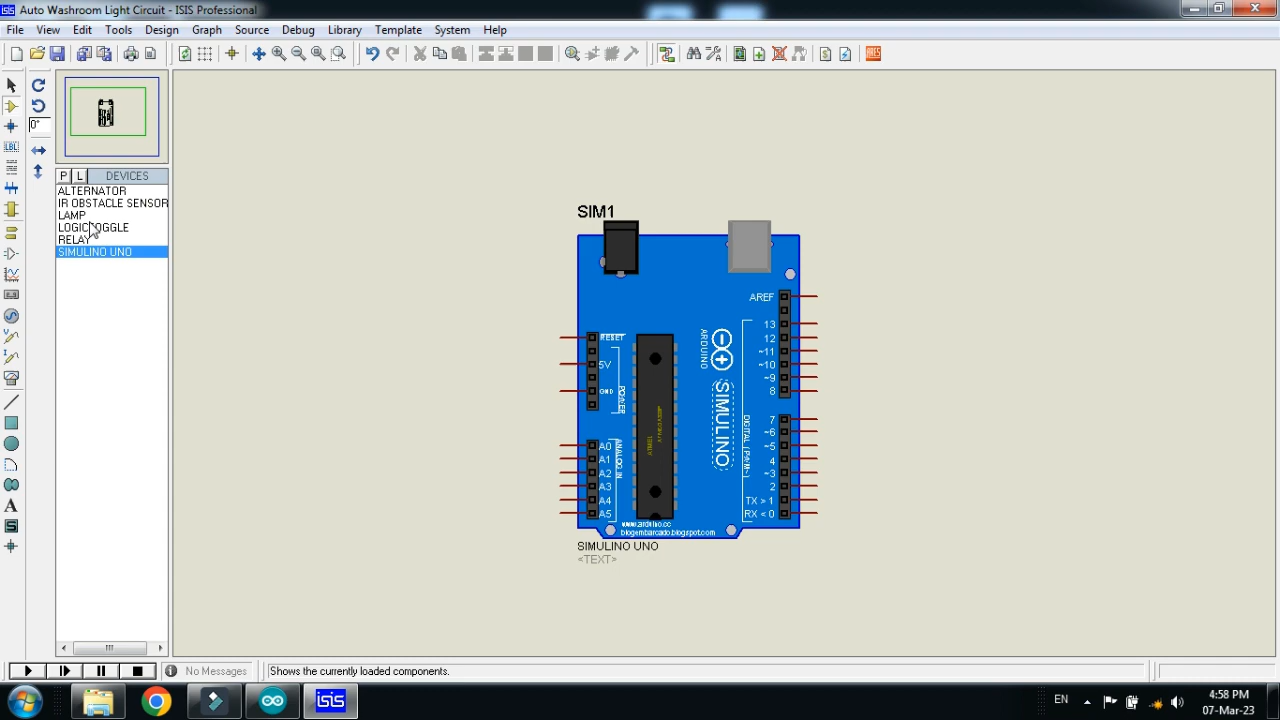 Auto Washroom Light Circuit - ISIS Professional
File View Edit Tools Design Graph Source Debug Library Template System Help
ARES
LBL
0°
P L DEVICES
ALTERNATOR
IR OBSTACLE SENSOR
LAMP
LOGICTOGGLE
RELAY
SIMULINO UNO
SIM1
AREF
13
12
~11
~10
~9
8
7
~6
~5
4
~3
2
TX > 1
RX < 0
RESET
5V
GND
POWER
A0
A1
A2
A3
A4
A5
ANALOG IN
ATMEL
ARDUINO
SIMULINO
DIGITAL (PWM~)
www.arduino.cc
blogembarcado.blogspot.com
SIMULINO UNO
<TEXT>
No Messages
Shows the currently loaded components.
isis
EN
4:58 PM
07-Mar-23